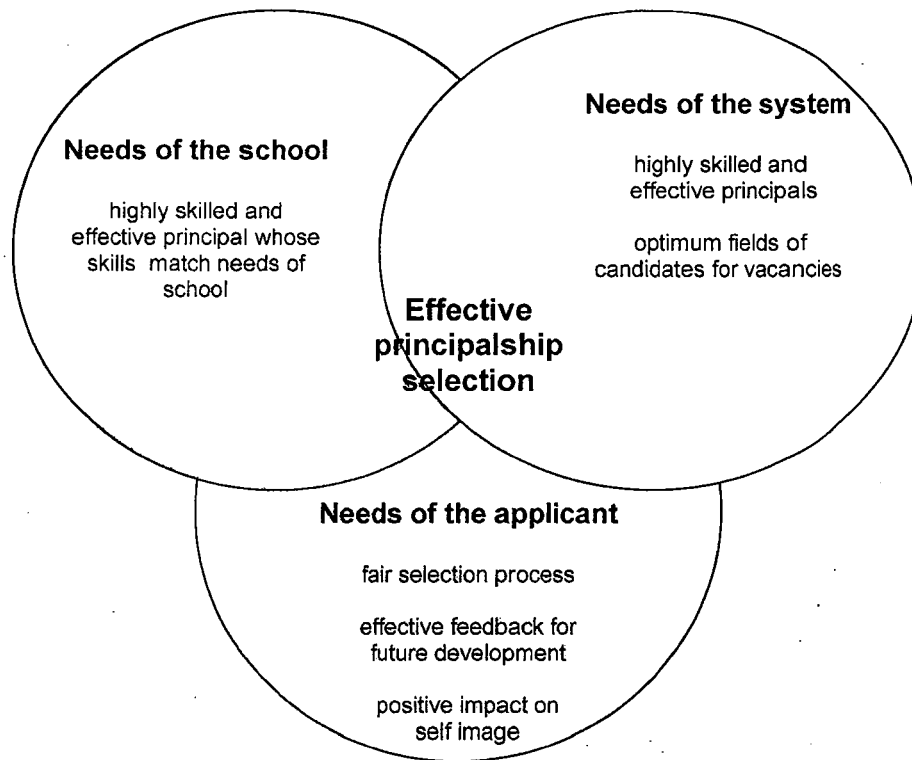 Needs of the school
highly skilled and
effective principal whose
skills match needs of
school
Needs of the system
highly skilled and
effective principals
optimum fields of
candidates for vacancies
Effective
principalship
selection
Needs of the applicant
fair selection process
effective feedback for
future development
positive impact on
self image